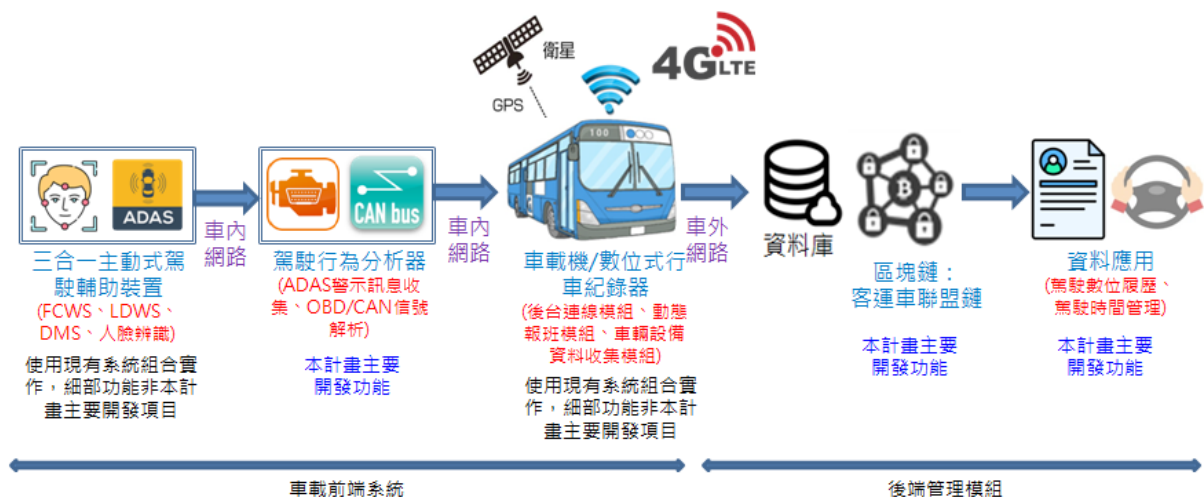 衛星
GPS
4G LTE
100
ADAS
CAN bus
車內
網路
車內
網路
車外
網路
資料庫
三合一主動式駕
駛輔助裝置
(FCWS、LDWS、
DMS、人臉辨識)
使用現有系統組合實
作，細部功能非本計
畫主要開發項目
駕駛行為分析器
(ADAS警示訊息收
集、OBD/CAN信號
解析)
本計畫主要
開發功能
車載機/數位式行
車紀錄器
(後台連線模組、動態
報班模組、車輛設備
資料收集模組)
使用現有系統組合實
作，細部功能非本計
畫主要開發項目
區塊鏈：
客運車聯盟鏈
本計畫主要
開發功能
資料應用
(駕駛數位履歷、
駕駛時間管理)
本計畫主要
開發功能
車載前端系統
後端管理模組